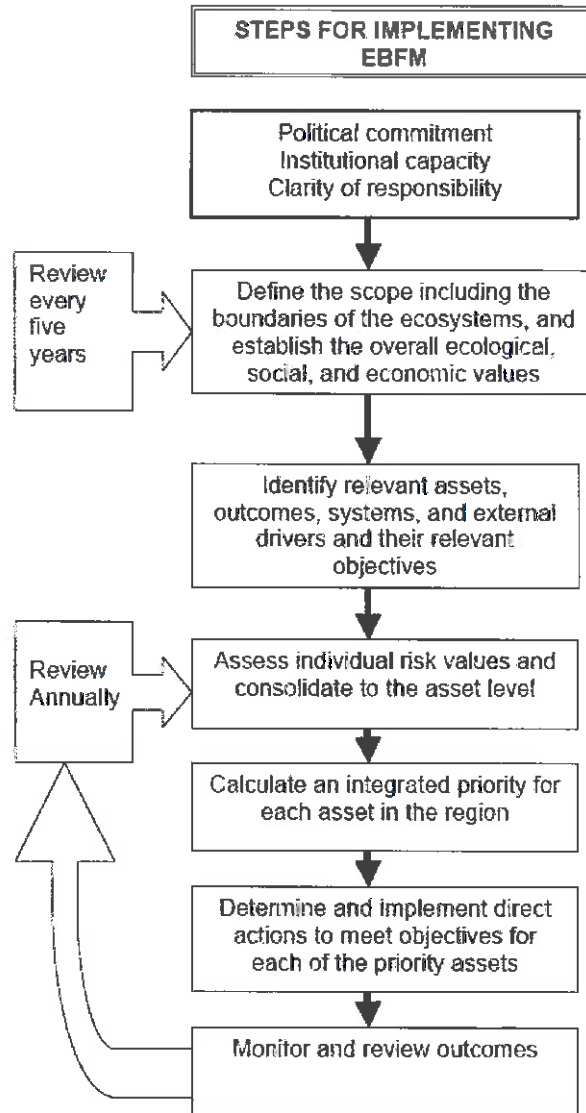 STEPS FOR IMPLEMENTING
EBFM
Political commitment
Institutional capacity
Clarity of responsibility
Review
every
five
years
Define the scope including the
boundaries of the ecosystems, and
establish the overall ecological,
social, and economic values
Identify relevant assets,
outcomes, systems, and external
drivers and their relevant
objectives
Review
Annually
Assess individual risk values and
consolidate to the asset level
Calculate an integrated priority for
each asset in the region
Determine and implement direct
actions to meet objectives for
each of the priority assets
Monitor and review outcomes